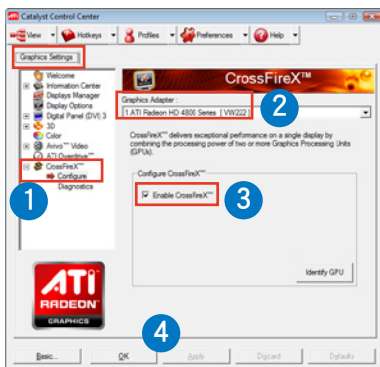 ATI Catalyst Control Center
View Hotkeys Profiles Preferences Help
Graphics Settings
Welcome
Information Center
Displays Manager
Display Options
Digital Panel (DVI) 3
3D
Color
Avivo™ Video
ATI Overdrive™
CrossFireX™
Configure
Diagnostics
1
CrossFireX™
Graphics Adapter :
1. ATI Radeon HD 4800 Series [ VW222 ]
2
CrossFireX™ delivers exceptional performance on a single display by
combining the processing power of two or more Graphics Processing Units
(GPUs).
Configure CrossFireX™
Enable CrossFireX™
3
Identify GPU
ATI
RADEON
GRAPHICS
4
Basic... OK Apply Discard Defaults